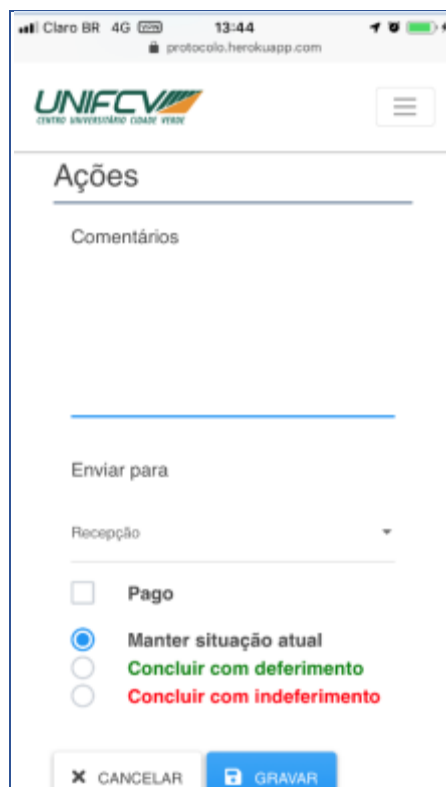 Claro BR 4G VPN 13:44
protocolo.herokuapp.com
UNIFCV
CENTRO UNIVERSITÁRIO CIDADE VERDE
Ações
Comentários
Enviar para
Recepção
Pago
Manter situação atual
Concluir com deferimento
Concluir com indeferimento
CANCELAR GRAVAR